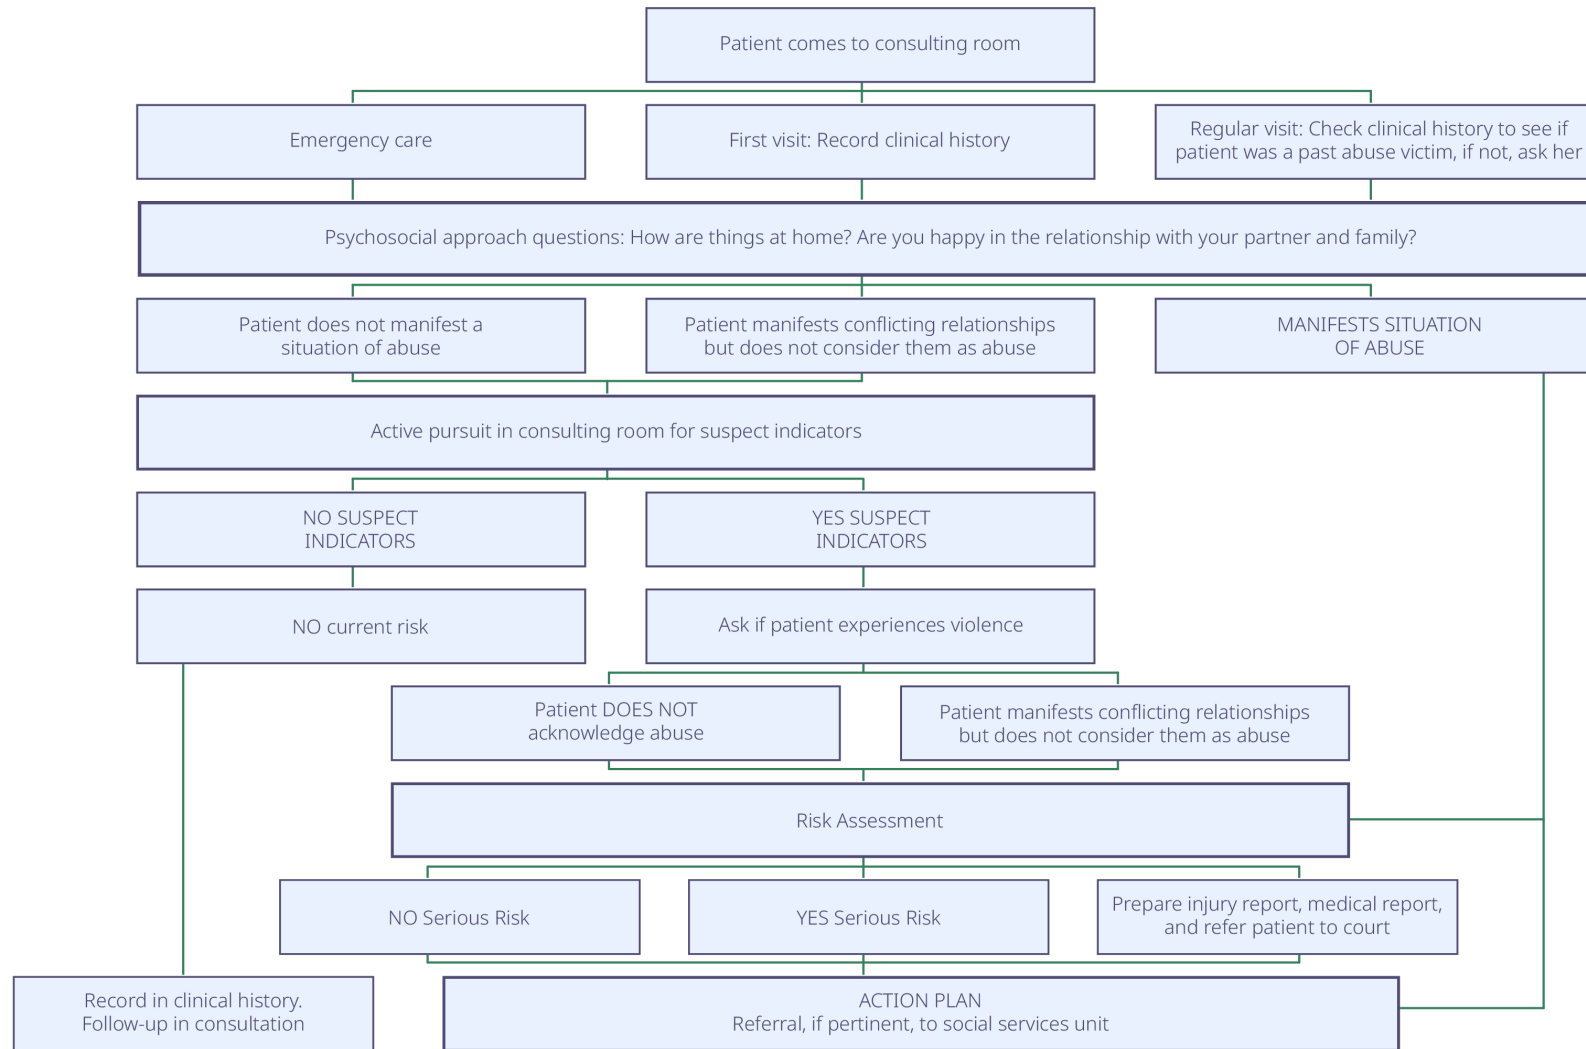 Patient comes to consulting room
Emergency care
First visit: Record clinical history
Regular visit: Check clinical history to see if
patient was a past abuse victim, if not, ask her
Psychosocial approach questions: How are things at home? Are you happy in the relationship with your partner and family?
Patient does not manifest a
situation of abuse
Patient manifests conflicting relationships
but does not consider them as abuse
MANIFESTS SITUATION
OF ABUSE
Active pursuit in consulting room for suspect indicators
NO SUSPECT
INDICATORS
YES SUSPECT
INDICATORS
NO current risk
Ask if patient experiences violence
Patient DOES NOT
acknowledge abuse
Patient manifests conflicting relationships
but does not consider them as abuse
Risk Assessment
NO Serious Risk
YES Serious Risk
Prepare injury report, medical report,
and refer patient to court
Record in clinical history.
Follow-up in consultation
ACTION PLAN
Referral, if pertinent, to social services unit